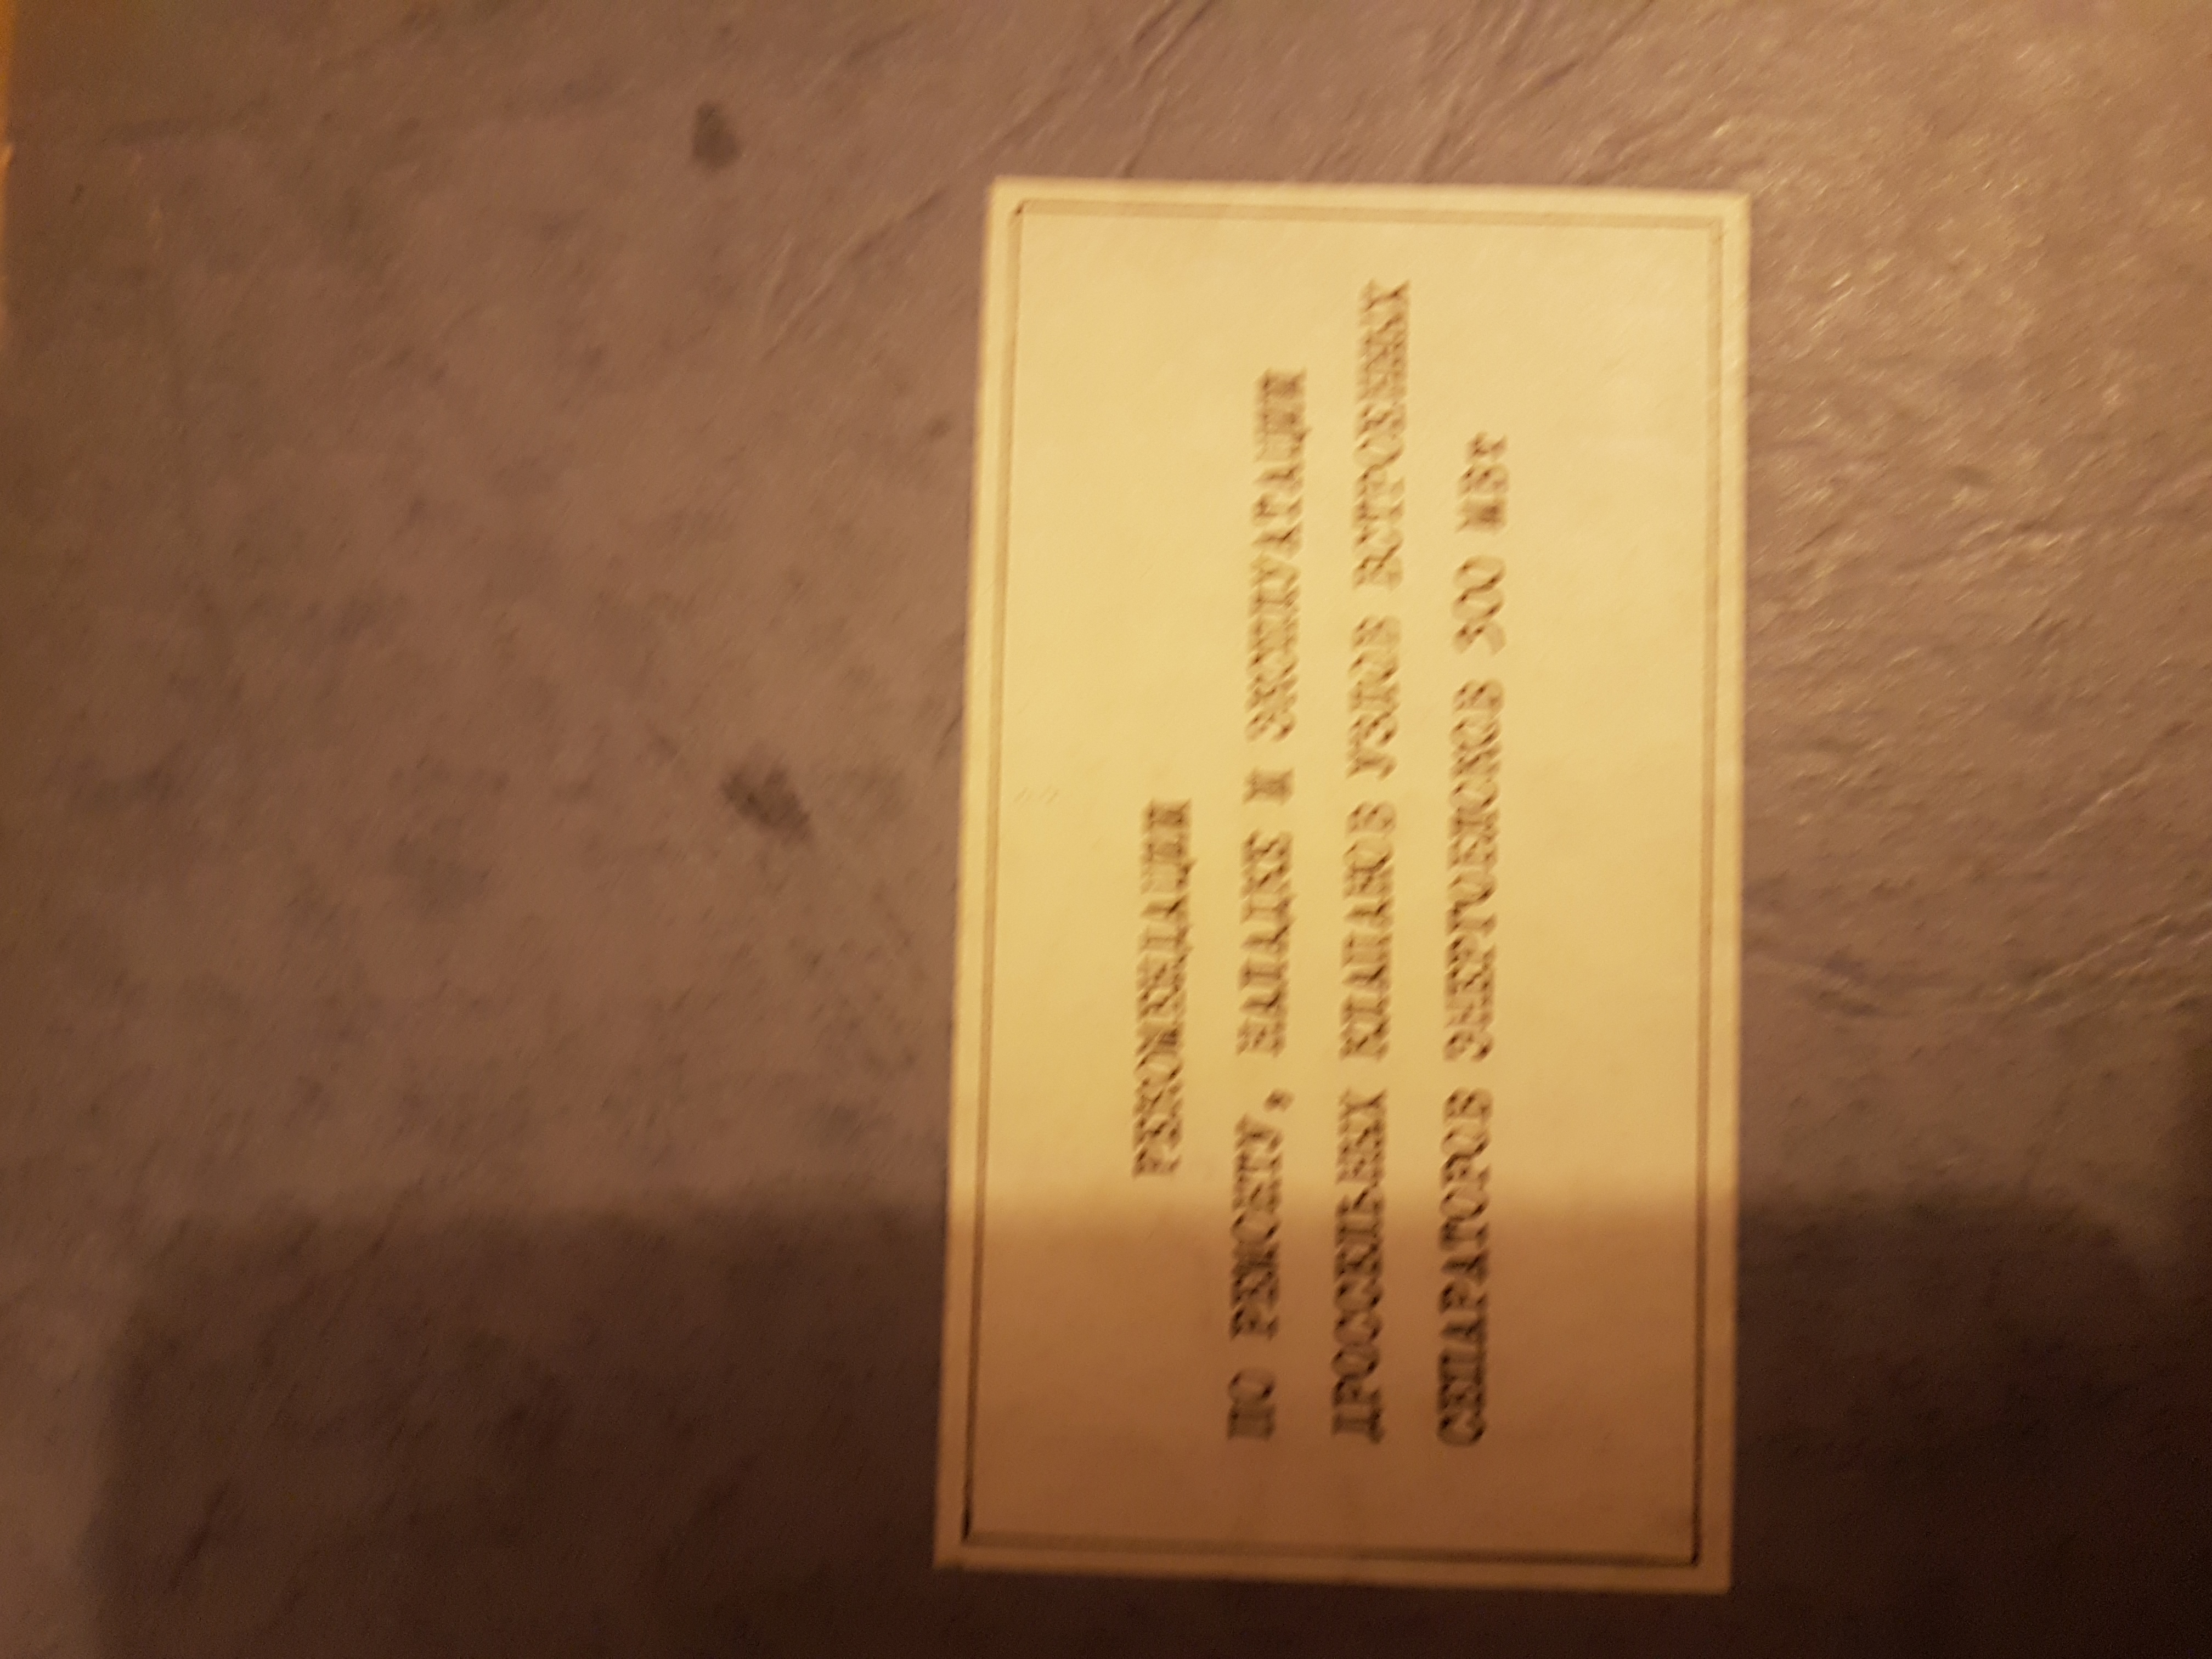 РЕКОМЕНДАЦИИ
ПО РЕМОНТУ, НАЛАДКЕ И ЭКСПЛУАТАЦИИ
ДРОССЕЛЬНЫХ КЛАПАНОВ УЗЛОВ ВСТРОЕННЫХ
СЕПАРАТОРОВ ЭНЕРГОБЛОКОВ 300 МВт